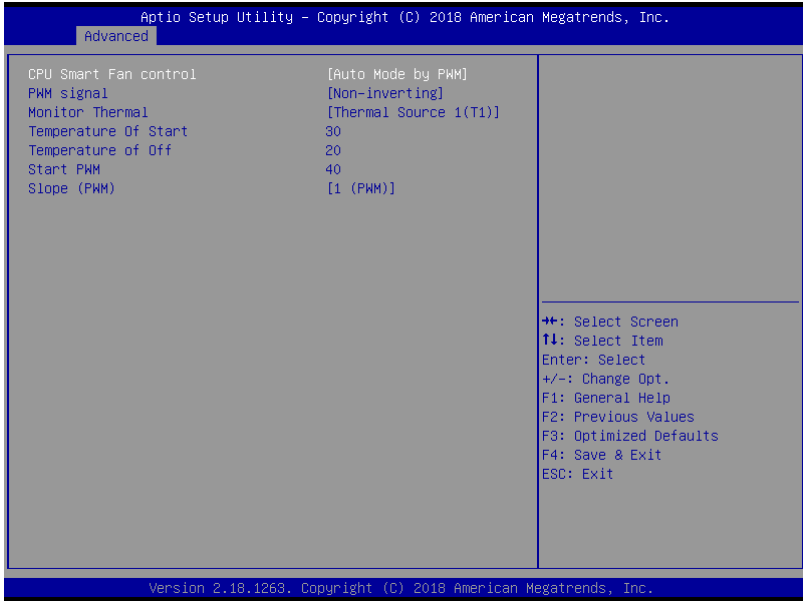 Aptio Setup Utility – Copyright (C) 2018 American Megatrends, Inc.
Advanced
CPU Smart Fan control [Auto Mode by PWM]
PWM signal [Non-inverting]
Monitor Thermal [Thermal Source 1(T1)]
Temperature Of Start 30
Temperature of Off 20
Start PWM 40
Slope (PWM) [1 (PWM)]
→←: Select Screen
↑↓: Select Item
Enter: Select
+/-: Change Opt.
F1: General Help
F2: Previous Values
F3: Optimized Defaults
F4: Save & Exit
ESC: Exit
Version 2.18.1263. Copyright (C) 2018 American Megatrends, Inc.